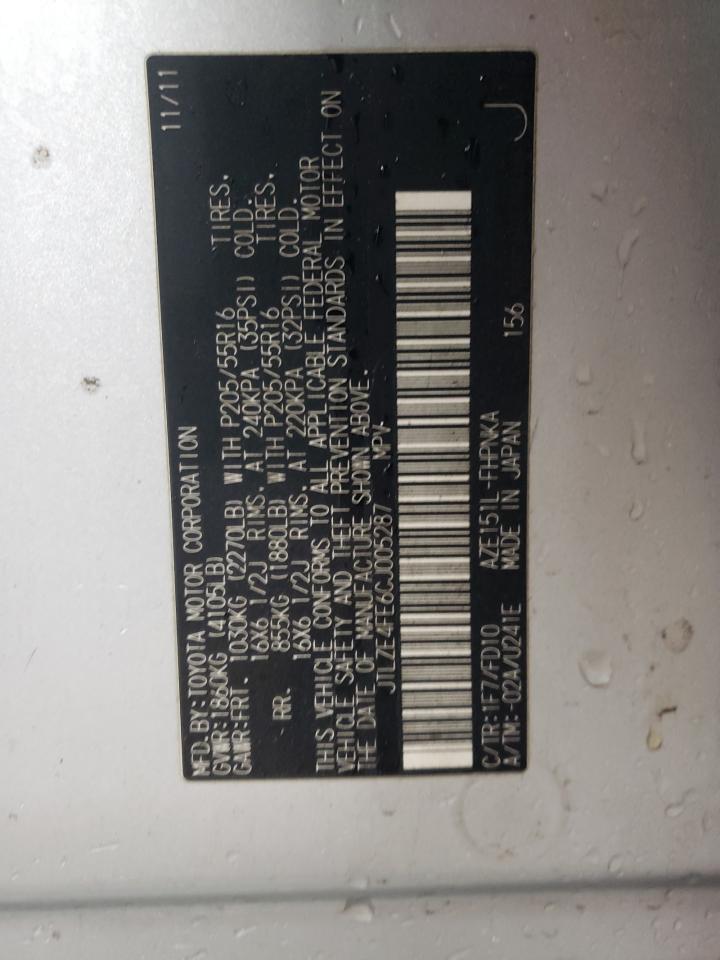 MFD. BY: TOYOTA MOTOR CORPORATION 11/11
GVWR: 1860KG (4105LB)
GAWR: FRT. 1030KG (2270LB) WITH P205/55R16 TIRES,
16X6 1/2J RIMS, AT 240KPA (35PSI) COLD.
RR. 855KG (1880LB) WITH P205/55R16 TIRES,
16X6 1/2J RIMS, AT 220KPA (32PSI) COLD.
THIS VEHICLE CONFORMS TO ALL APPLICABLE FEDERAL MOTOR
VEHICLE SAFETY AND THEFT PREVENTION STANDARDS IN EFFECT ON
THE DATE OF MANUFACTURE SHOWN ABOVE.
JTLZE4FE6CJ005287 MPV
C/TR: 1F7/FD10 AZE151L-FHPNKA
A/TM: -02A/U241E MADE IN JAPAN 156 J